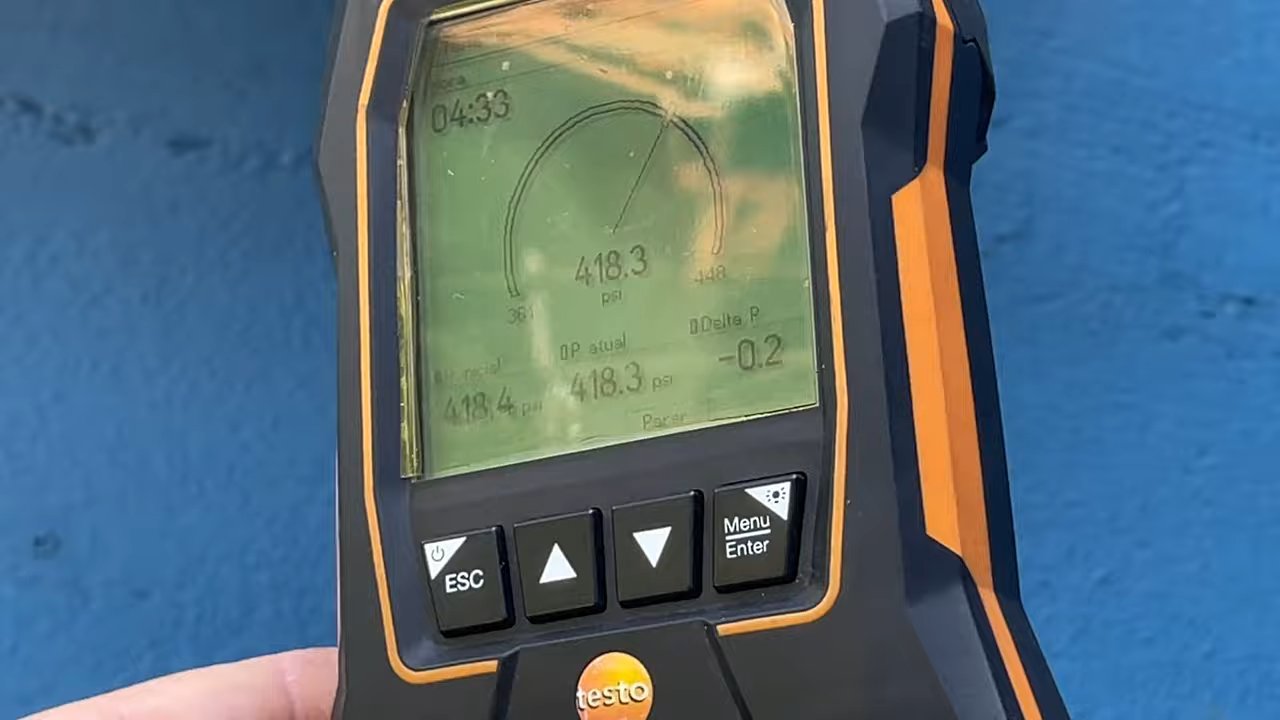 04:33
418.3
psi
448
P atual
Delta P
418.4 psi
418.3 psi
-0.2
Parar
ESC
Menu
Enter
testo